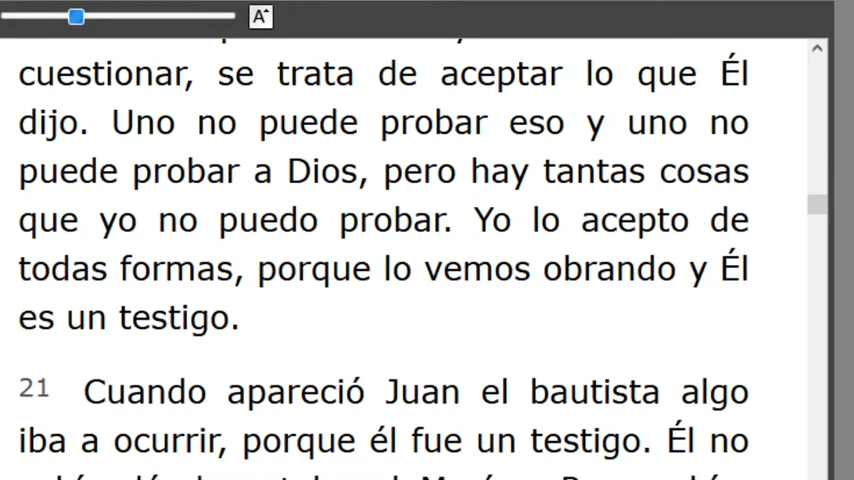 A
cuestionar, se trata de aceptar lo que Él
dijo. Uno no puede probar eso y uno no
puede probar a Dios, pero hay tantas cosas
que yo no puedo probar. Yo lo acepto de
todas formas, porque lo vemos obrando y Él
es un testigo.
21 Cuando apareció Juan el bautista algo
iba a ocurrir, porque él fue un testigo. Él no